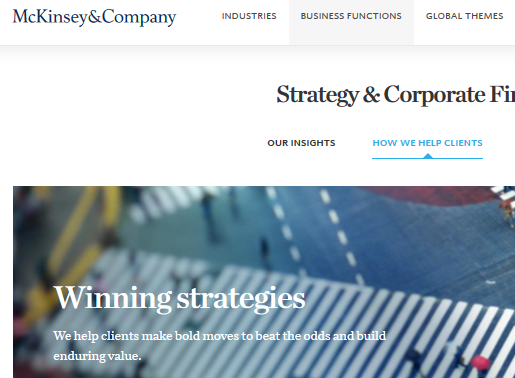 McKinsey&Company
INDUSTRIES BUSINESS FUNCTIONS GLOBAL THEMES
Strategy & Corporate Fi
OUR INSIGHTS HOW WE HELP CLIENTS
Winning strategies
We help clients make bold moves to beat the odds and build
enduring value.